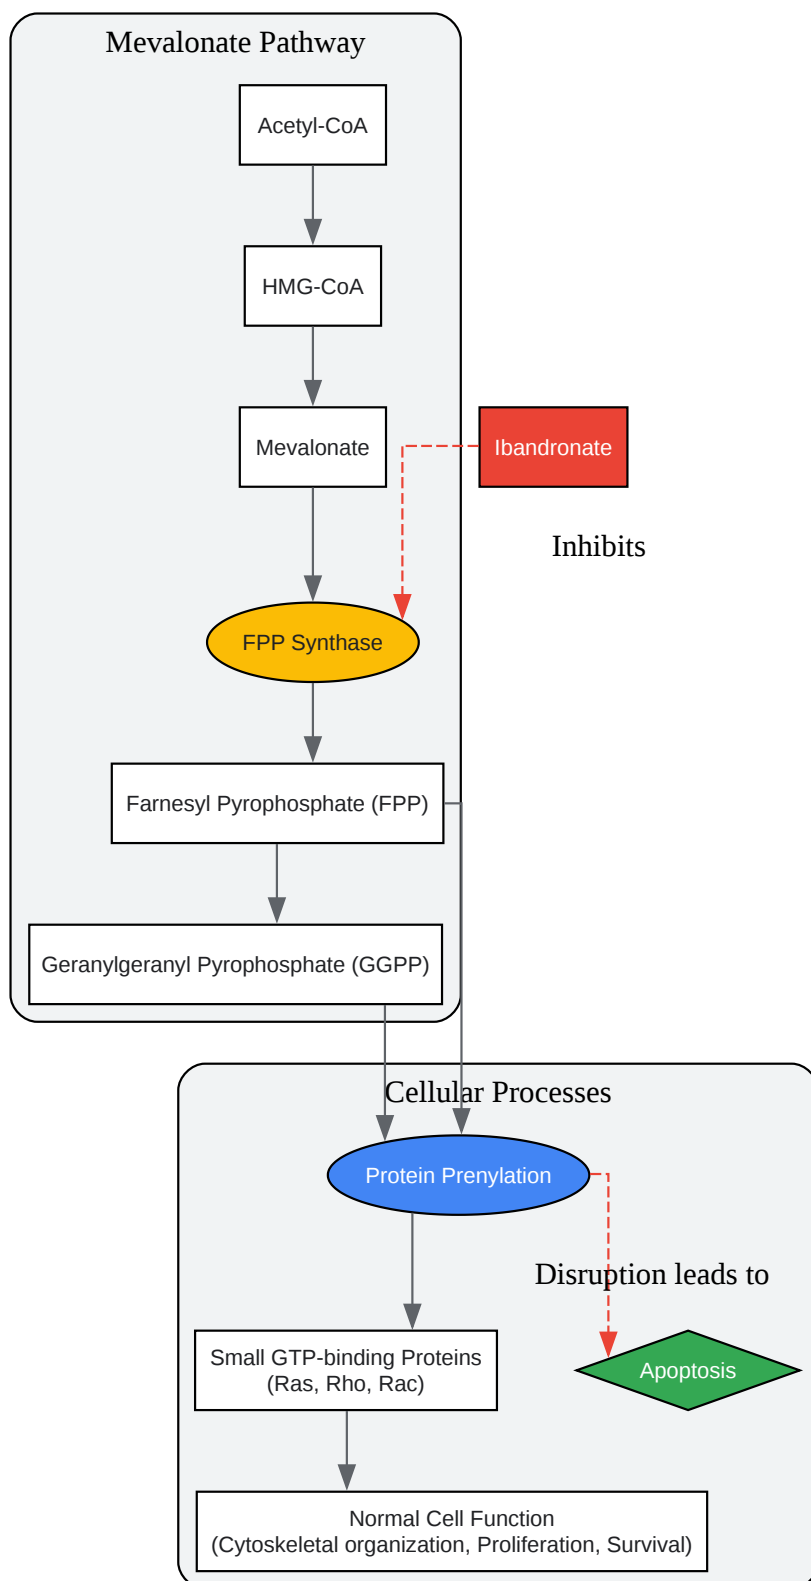 Mevalonate Pathway
Acetyl-CoA
HMG-CoA
Mevalonate
Ibandronate
Inhibits
FPP Synthase
Farnesyl Pyrophosphate (FPP)
Geranylgeranyl Pyrophosphate (GGPP)
Cellular Processes
Protein Prenylation
Disruption leads to
Small GTP-binding Proteins
(Ras, Rho, Rac)
Apoptosis
Normal Cell Function
(Cytoskeletal organization, Proliferation, Survival)